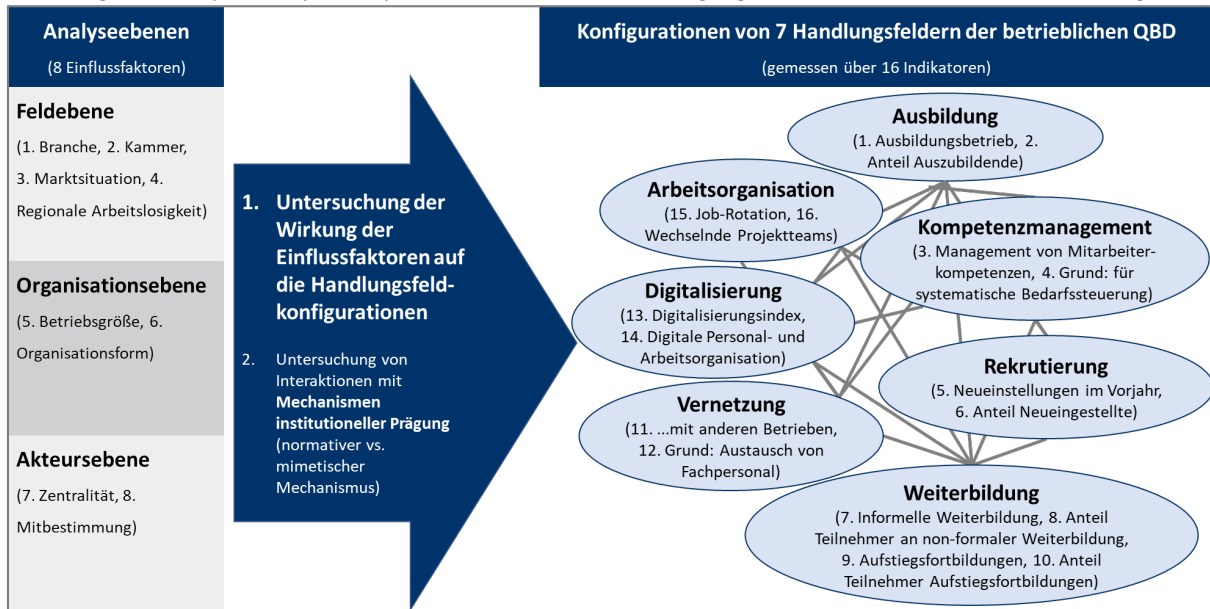 Analyseebenen
(8 Einflussfaktoren)
Feldebene
(1. Branche, 2. Kammer,
3. Marktsituation, 4.
Regionale Arbeitslosigkeit)
Organisationsebene
(5. Betriebsgröße, 6.
Organisationsform)
Akteursebene
(7. Zentralität, 8.
Mitbestimmung)
1. Untersuchung der
Wirkung der
Einflussfaktoren auf
die Handlungsfeld-
konfigurationen
2. Untersuchung von
Interaktionen mit
Mechanismen
institutioneller Prägung
(normativer vs.
mimetischer
Mechanismus)
Konfigurationen von 7 Handlungsfeldern der betrieblichen QBD
(gemessen über 16 Indikatoren)
Ausbildung
(1. Ausbildungsbetrieb, 2.
Anteil Auszubildende)
Arbeitsorganisation
(15. Job-Rotation, 16.
Wechselnde Projektteams)
Kompetenzmanagement
(3. Management von Mitarbeiter-
kompetenzen, 4. Grund: für
systematische Bedarfssteuerung)
Digitalisierung
(13. Digitalisierungsindex,
14. Digitale Personal- und
Arbeitsorganisation)
Rekrutierung
(5. Neueinstellungen im Vorjahr,
6. Anteil Neueingestellte)
Vernetzung
(11. ...mit anderen Betrieben,
12. Grund: Austausch von
Fachpersonal)
Weiterbildung
(7. Informelle Weiterbildung, 8. Anteil
Teilnehmer an non-formaler Weiterbildung,
9. Aufstiegsfortbildungen, 10. Anteil
Teilnehmer Aufstiegsfortbildungen)